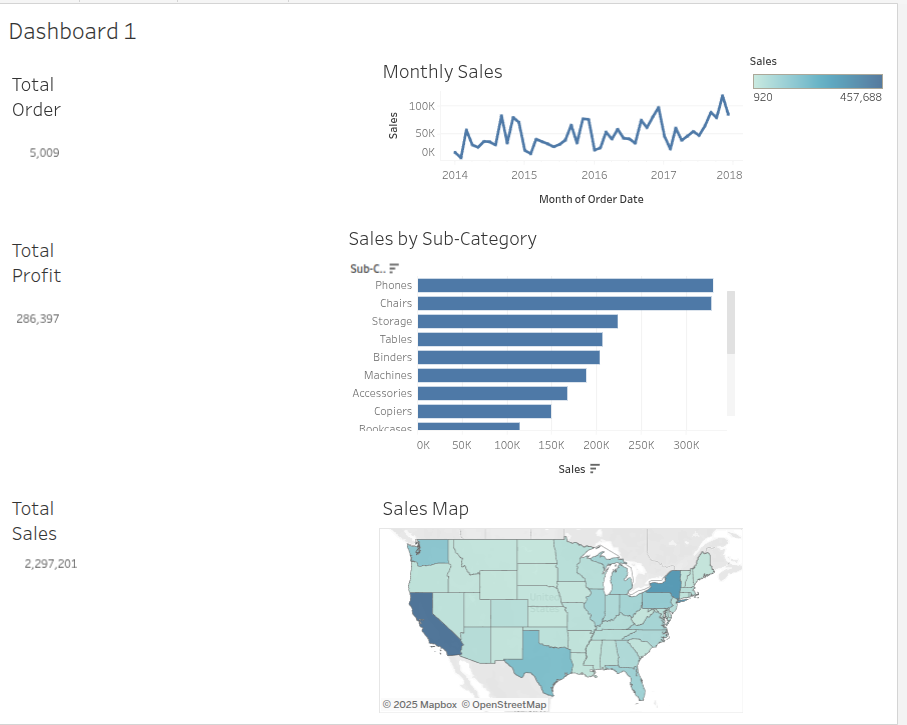 Dashboard 1
Total
Order
5,009
Total
Profit
286,397
Total
Sales
2,297,201
Monthly Sales
Sales
100K
50K
0K
2014 2015 2016 2017 2018
Month of Order Date
Sales
920 457,688
Sales by Sub-Category
Sub-C..
Phones
Chairs
Storage
Tables
Binders
Machines
Accessories
Copiers
Bookcases
0K 50K 100K 150K 200K 250K 300K
Sales
Sales Map
United
States
© 2025 Mapbox © OpenStreetMap